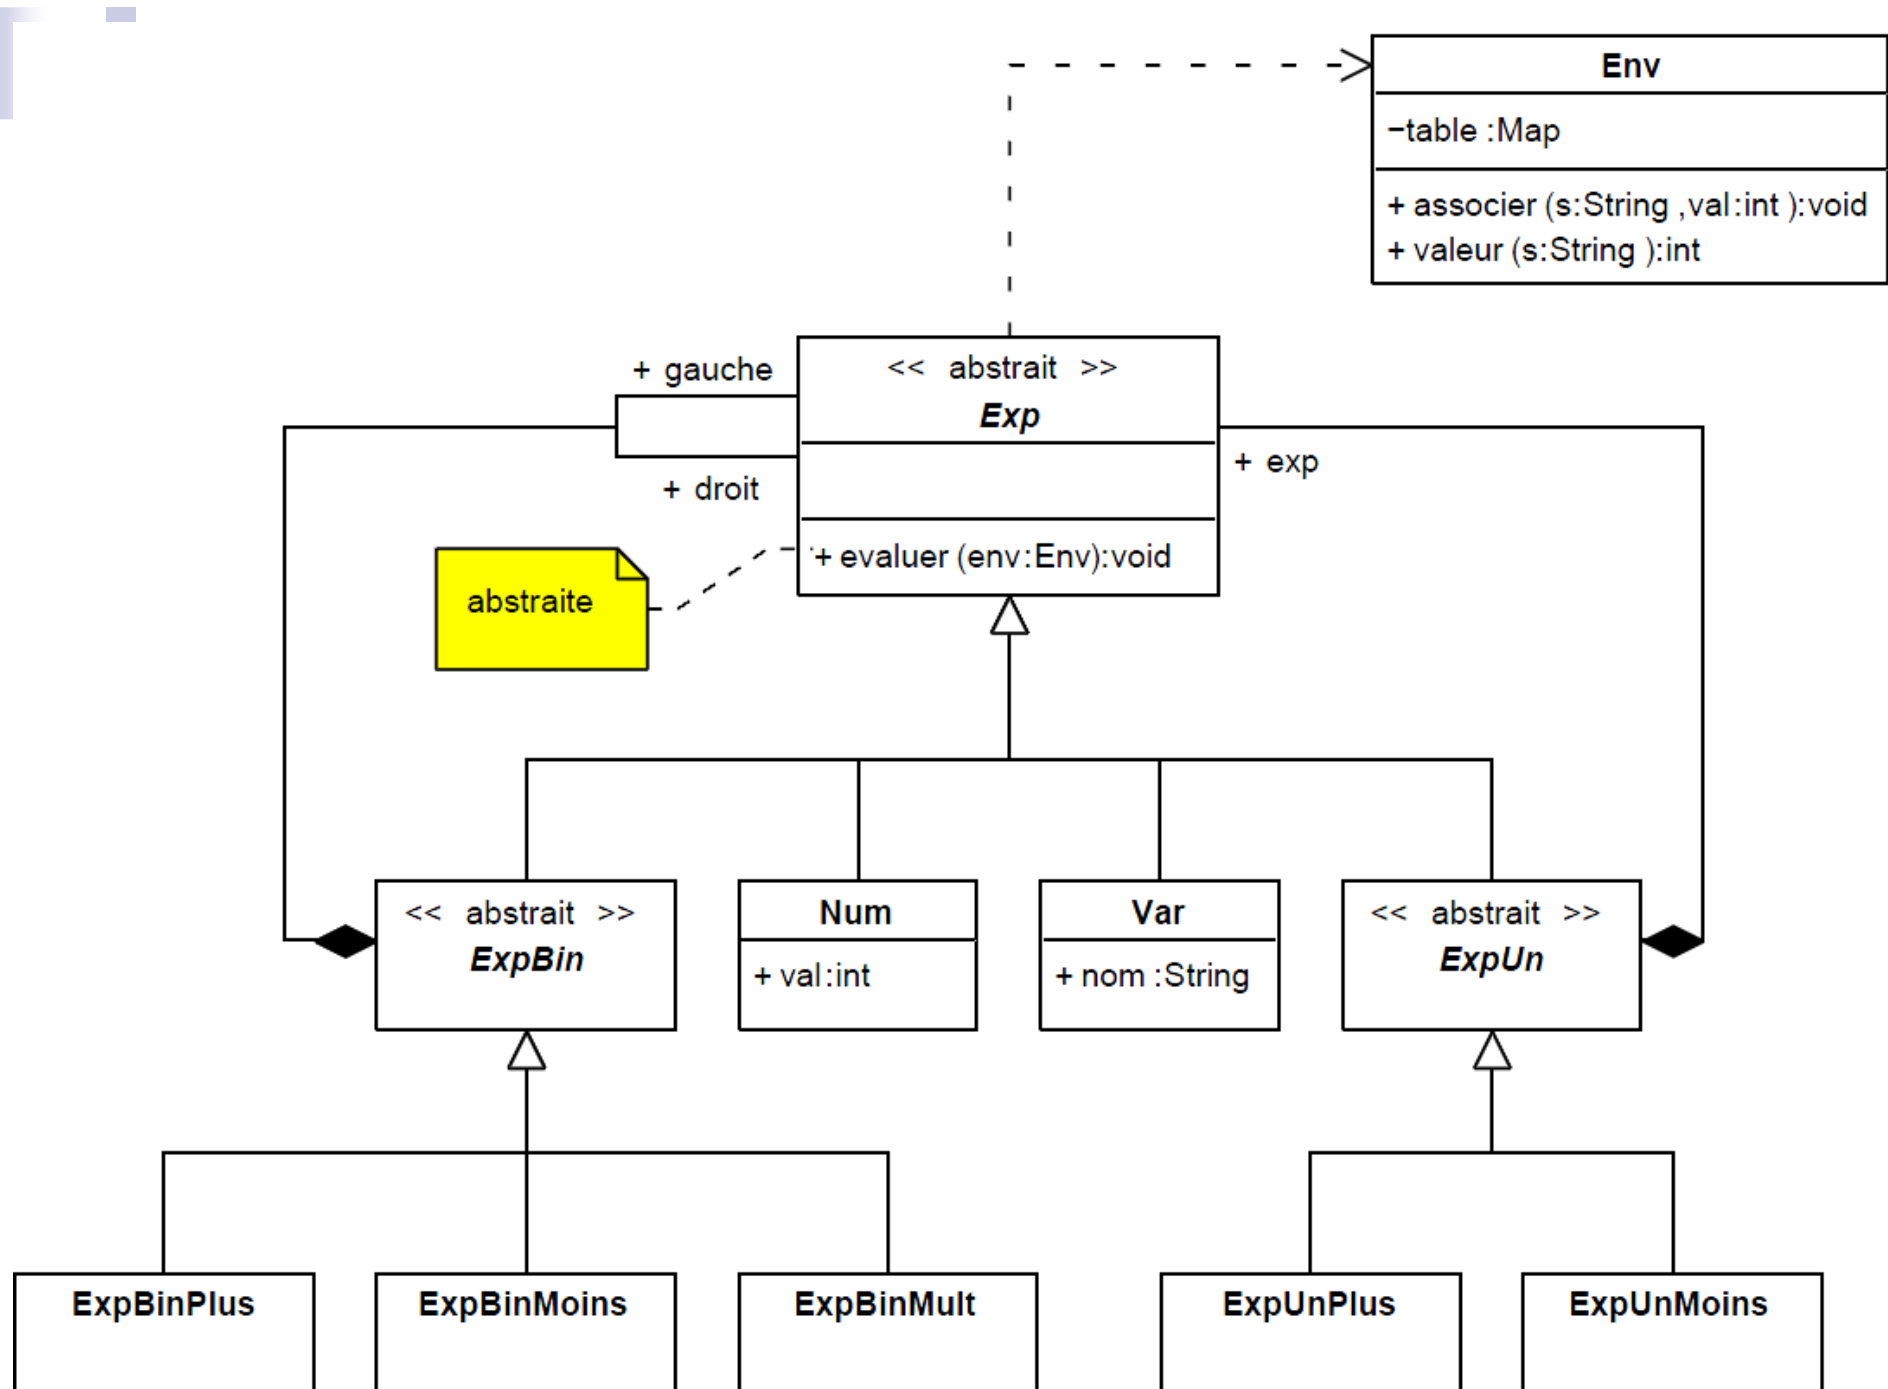 Env
−table :Map
+ associer (s:String ,val:int ):void
+ valeur (s:String ):int
+ gauche
<< abstrait >>
Exp
+ exp
+ droit
+ evaluer (env:Env):void
abstraite
<< abstrait >>
ExpBin
Num
+ val:int
Var
+ nom :String
<< abstrait >>
ExpUn
ExpBinPlus
ExpBinMoins
ExpBinMult
ExpUnPlus
ExpUnMoins